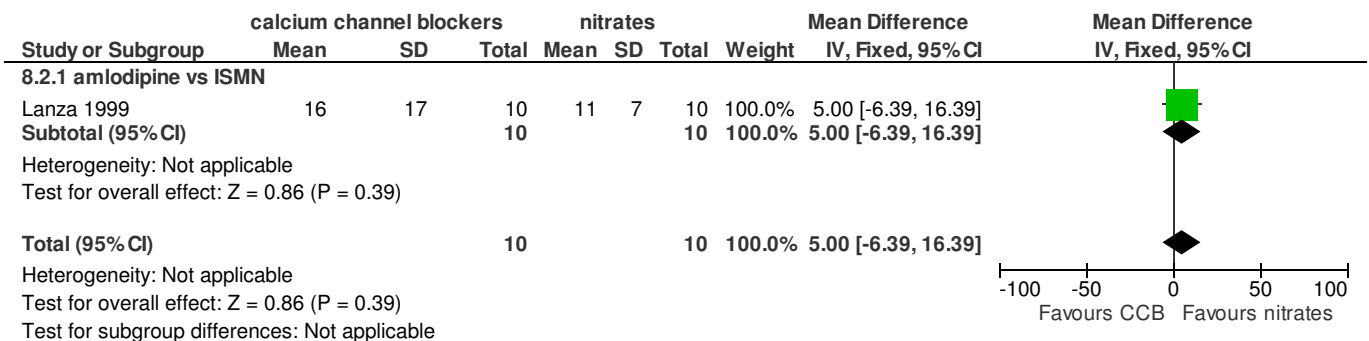 calcium channel blockers nitrates Mean Difference Mean Difference
Study or Subgroup Mean SD Total Mean SD Total Weight IV, Fixed, 95% CI IV, Fixed, 95% CI
8.2.1 amlodipine vs ISMN
Lanza 1999 16 17 10 11 7 10 100.0% 5.00 [-6.39, 16.39]
Subtotal (95% CI) 10 10 100.0% 5.00 [-6.39, 16.39]
Heterogeneity: Not applicable
Test for overall effect: Z = 0.86 (P = 0.39)
Total (95% CI) 10 10 100.0% 5.00 [-6.39, 16.39]
Heterogeneity: Not applicable
Test for overall effect: Z = 0.86 (P = 0.39)
Test for subgroup differences: Not applicable
-100 -50 0 50 100
Favours CCB Favours nitrates